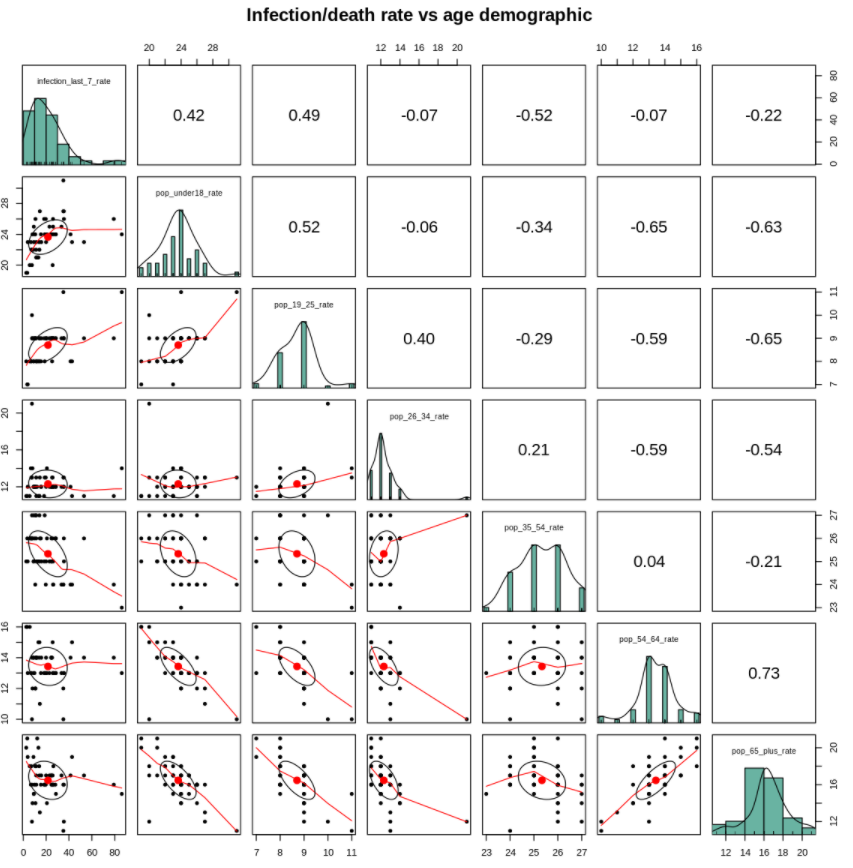 Infection/death rate vs age demographic
20 24 28
12 14 16 20
10 12 14 16
infection_last_7_rate
0.42
0.49
-0.07
-0.52
-0.07
-0.22
0 20 40 60 80
20 24 28
pop_under18_rate
0.52
-0.06
-0.34
-0.65
-0.63
pop_19_25_rate
0.40
-0.29
-0.59
-0.65
7 8 9 10 11
12 16 20
pop_26_34_rate
0.21
-0.59
-0.54
pop_35_54_rate
0.04
-0.21
23 24 25 26 27
10 12 14 16
pop_54_64_rate
0.73
pop_65_plus_rate
12 16 20
0 20 40 60 80
7 8 9 10 11
23 24 25 26 27
12 14 16 18 20